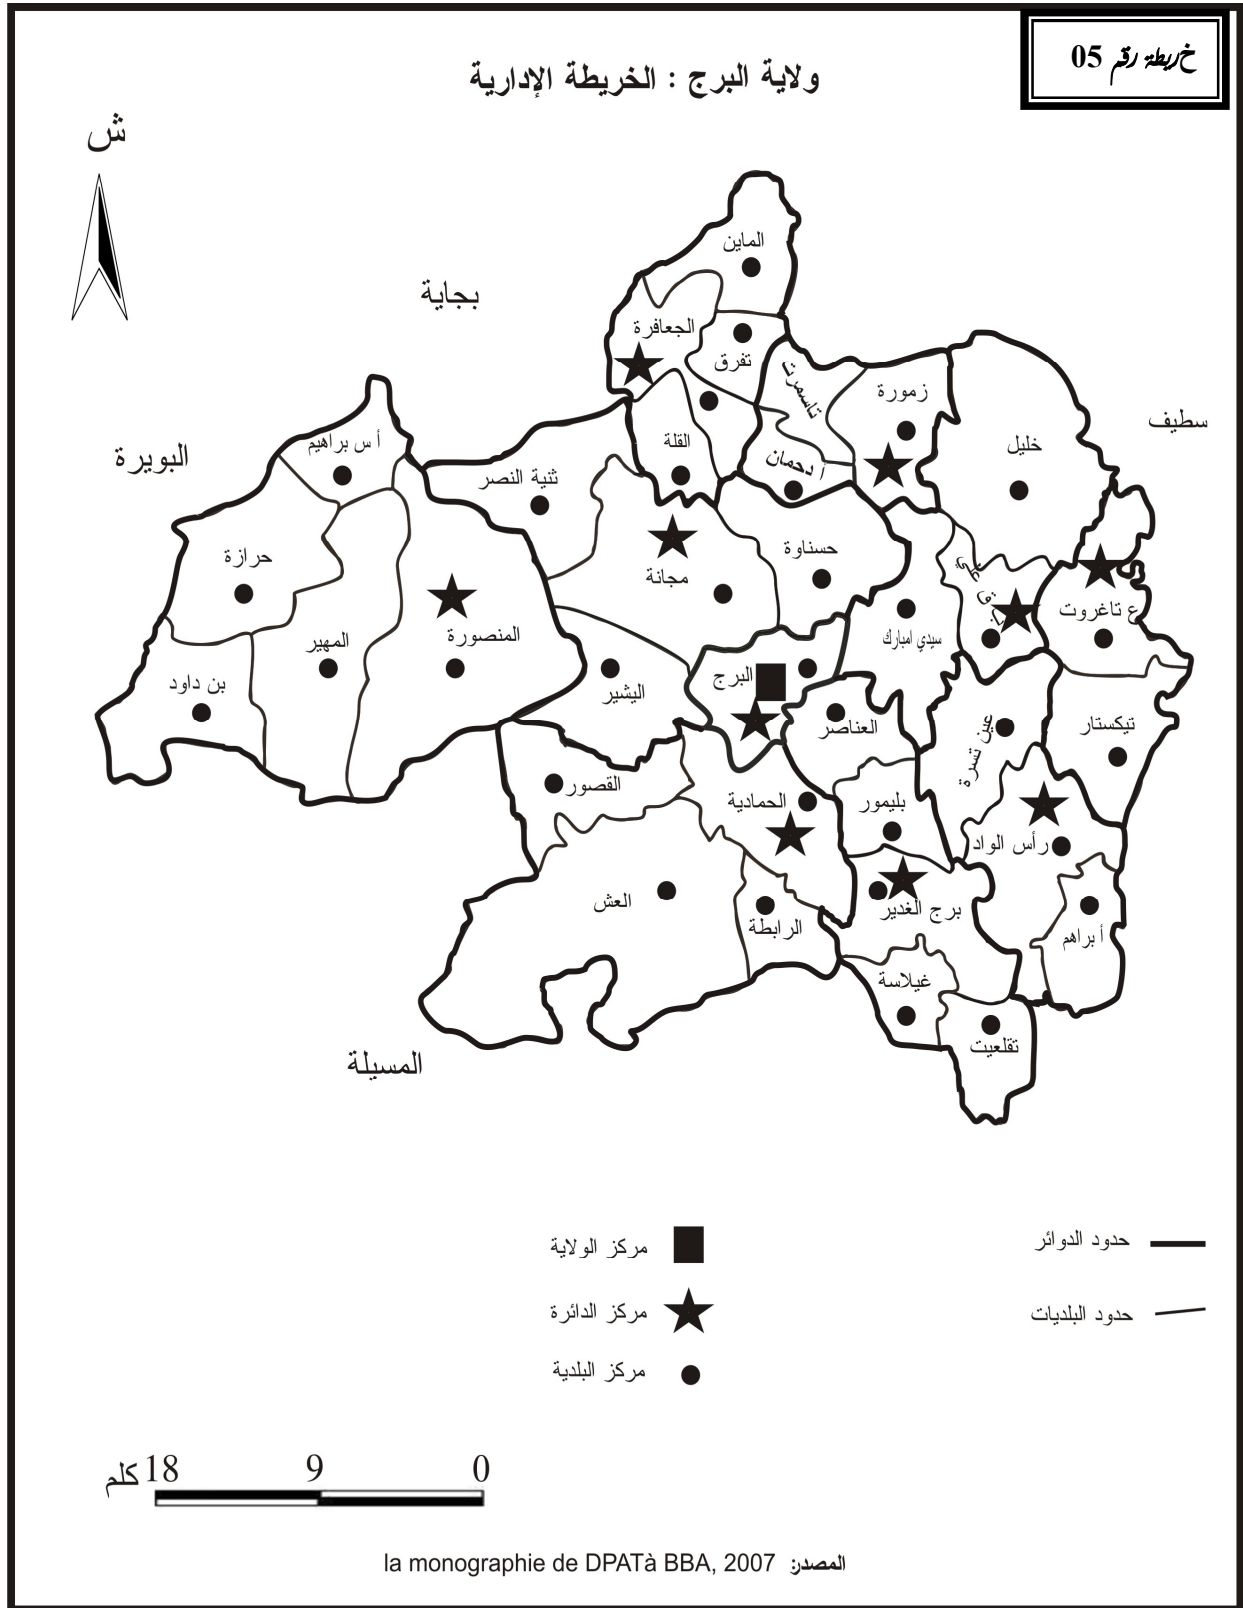 خريطة رقم 05
ولاية البرج : الخريطة الإدارية
ش
الماين
بجاية
الجعافرة
تفرق
تاسمرت
زمورة
سطيف
خليل
أ س براهيم
البويرة
القلة
أ دحمان
ثنية النصر
حرازة
مجانة
حسناوة
ع تاغروت
سيدي امبارك
المنصورة
المهير
بن داود
اليشير
البرج
العناصر
تيكستار
عين تسرة
القصور
الحمادية
بليمور
رأس الواد
العش
الرابطة
برج الغدير
أ براهم
غيلاسة
تقلعيت
المسيلة
مركز الولاية
حدود الدوائر
مركز الدائرة
حدود البلديات
مركز البلدية
18 كلم 9 0
المصدر: la monographie de DPATà BBA, 2007